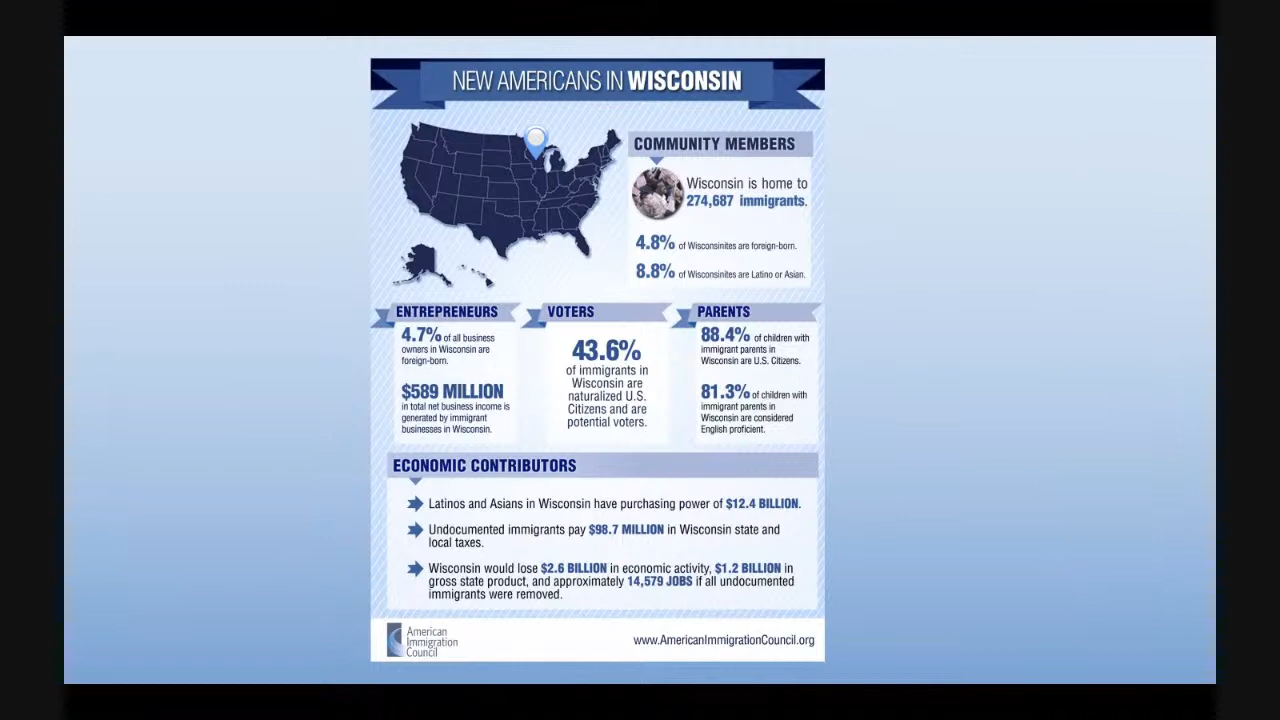 NEW AMERICANS IN WISCONSIN
COMMUNITY MEMBERS
Wisconsin is home to
274,687 immigrants.
4.8% of Wisconsinites are foreign-born.
8.8% of Wisconsinites are Latino or Asian.
ENTREPRENEURS
4.7% of all business
owners in Wisconsin are
foreign-born.
$589 MILLION
in total net business income is
generated by immigrant
businesses in Wisconsin.
VOTERS
43.6%
of immigrants in
Wisconsin are
naturalized U.S.
Citizens and are
potential voters.
PARENTS
88.4% of children with
immigrant parents in
Wisconsin are U.S. Citizens.
81.3% of children with
immigrant parents in
Wisconsin are considered
English proficient.
ECONOMIC CONTRIBUTORS
Latinos and Asians in Wisconsin have purchasing power of $12.4 BILLION.
Undocumented immigrants pay $98.7 MILLION in Wisconsin state and
local taxes.
Wisconsin would lose $2.6 BILLION in economic activity, $1.2 BILLION in
gross state product, and approximately 14,579 JOBS if all undocumented
immigrants were removed.
American
Immigration
Council
www.AmericanImmigrationCouncil.org